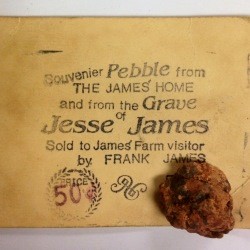 Souvenier Pebble from
THE JAMES HOME
and from the Grave
of
Jesse James
Sold to James Farm visitor
by FRANK JAMES
PRICE
50¢